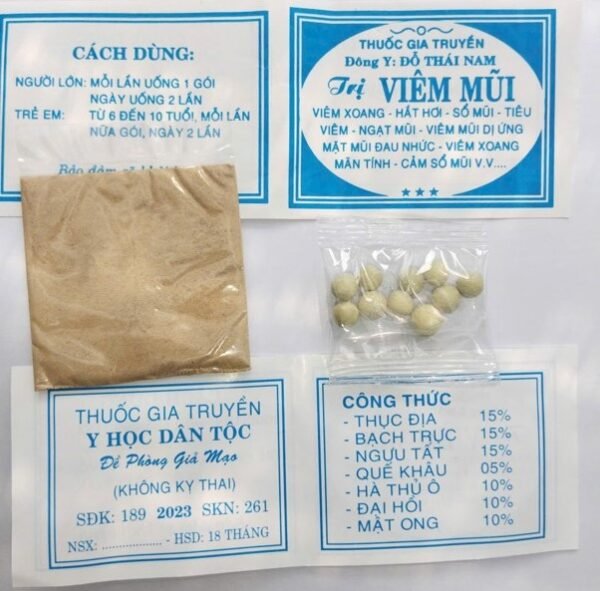 CÁCH DÙNG:
NGƯỜI LỚN: MỖI LẦN UỐNG 1 GÓI
NGÀY UỐNG 2 LẦN
TRẺ EM: TỪ 6 ĐẾN 10 TUỔI, MỖI LẦN
NỮA GÓI, NGÀY 2 LẦN
Bảo đảm
THUỐC GIA TRUYỀN
Đông Y: ĐỖ THÁI NAM
Trị VIÊM MŨI
VIÊM XOANG - HẮT HƠI - SỔ MŨI - TIÊU
VIÊM - NGẠT MŨI - VIÊM MŨI DỊ ỨNG
MẶT MŨI ĐAU NHỨC - VIÊM XOANG
MÃN TÍNH - CẢM SỔ MŨI V.V....
THUỐC GIA TRUYỀN
Y HỌC DÂN TỘC
Đề Phòng Giả Mạo
(KHÔNG KỴ THAI)
SĐK: 189 2023 SKN: 261
NSX: ................... - HSD: 18 THÁNG
CÔNG THỨC
- THỤC ĐỊA 15%
- BẠCH TRỰC 15%
- NGƯU TẤT 15%
- QUẾ KHÂU 05%
- HÀ THỦ Ô 10%
- ĐẠI HỒI 10%
- MẬT ONG 10%